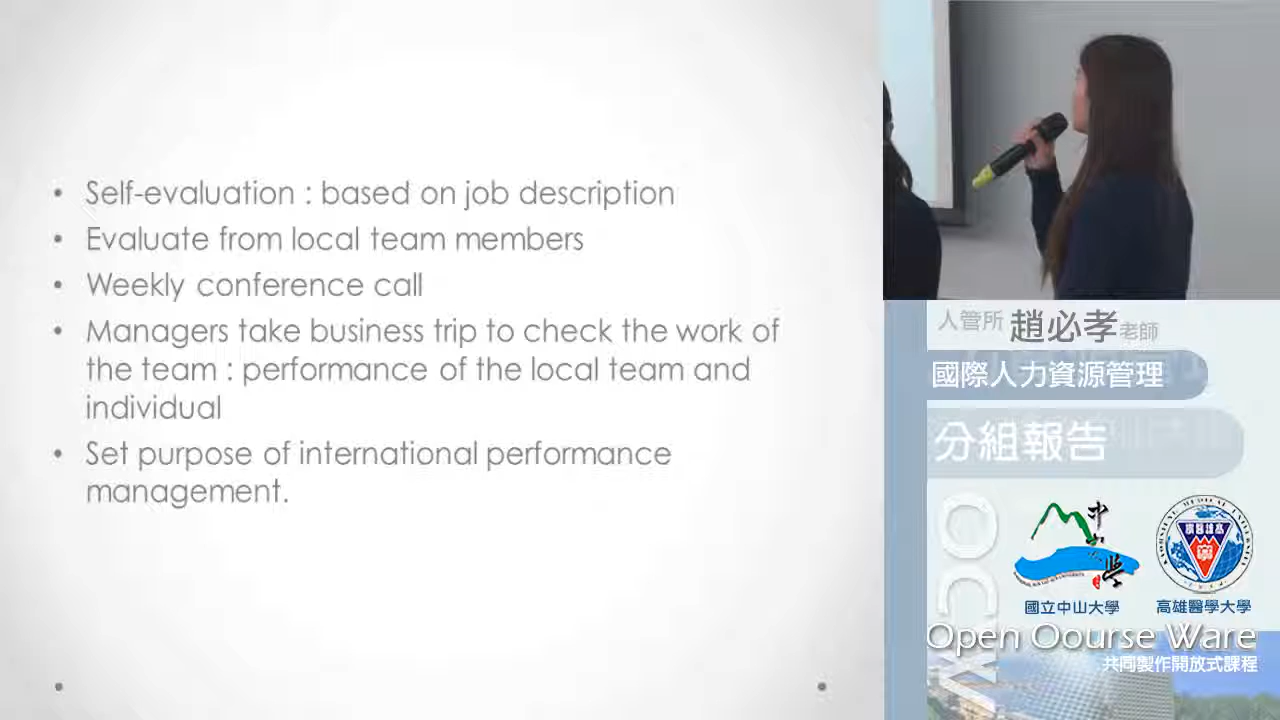 • Self-evaluation : based on job description
• Evaluate from local team members
• Weekly conference call
• Managers take business trip to check the work of
the team : performance of the local team and
individual
• Set purpose of international performance
management.
人管所 趙必孝老師
國際人力資源管理
分組報告
OCW
國立中山大學
高雄醫學大學
Open Oourse Ware
共同製作開放式課程